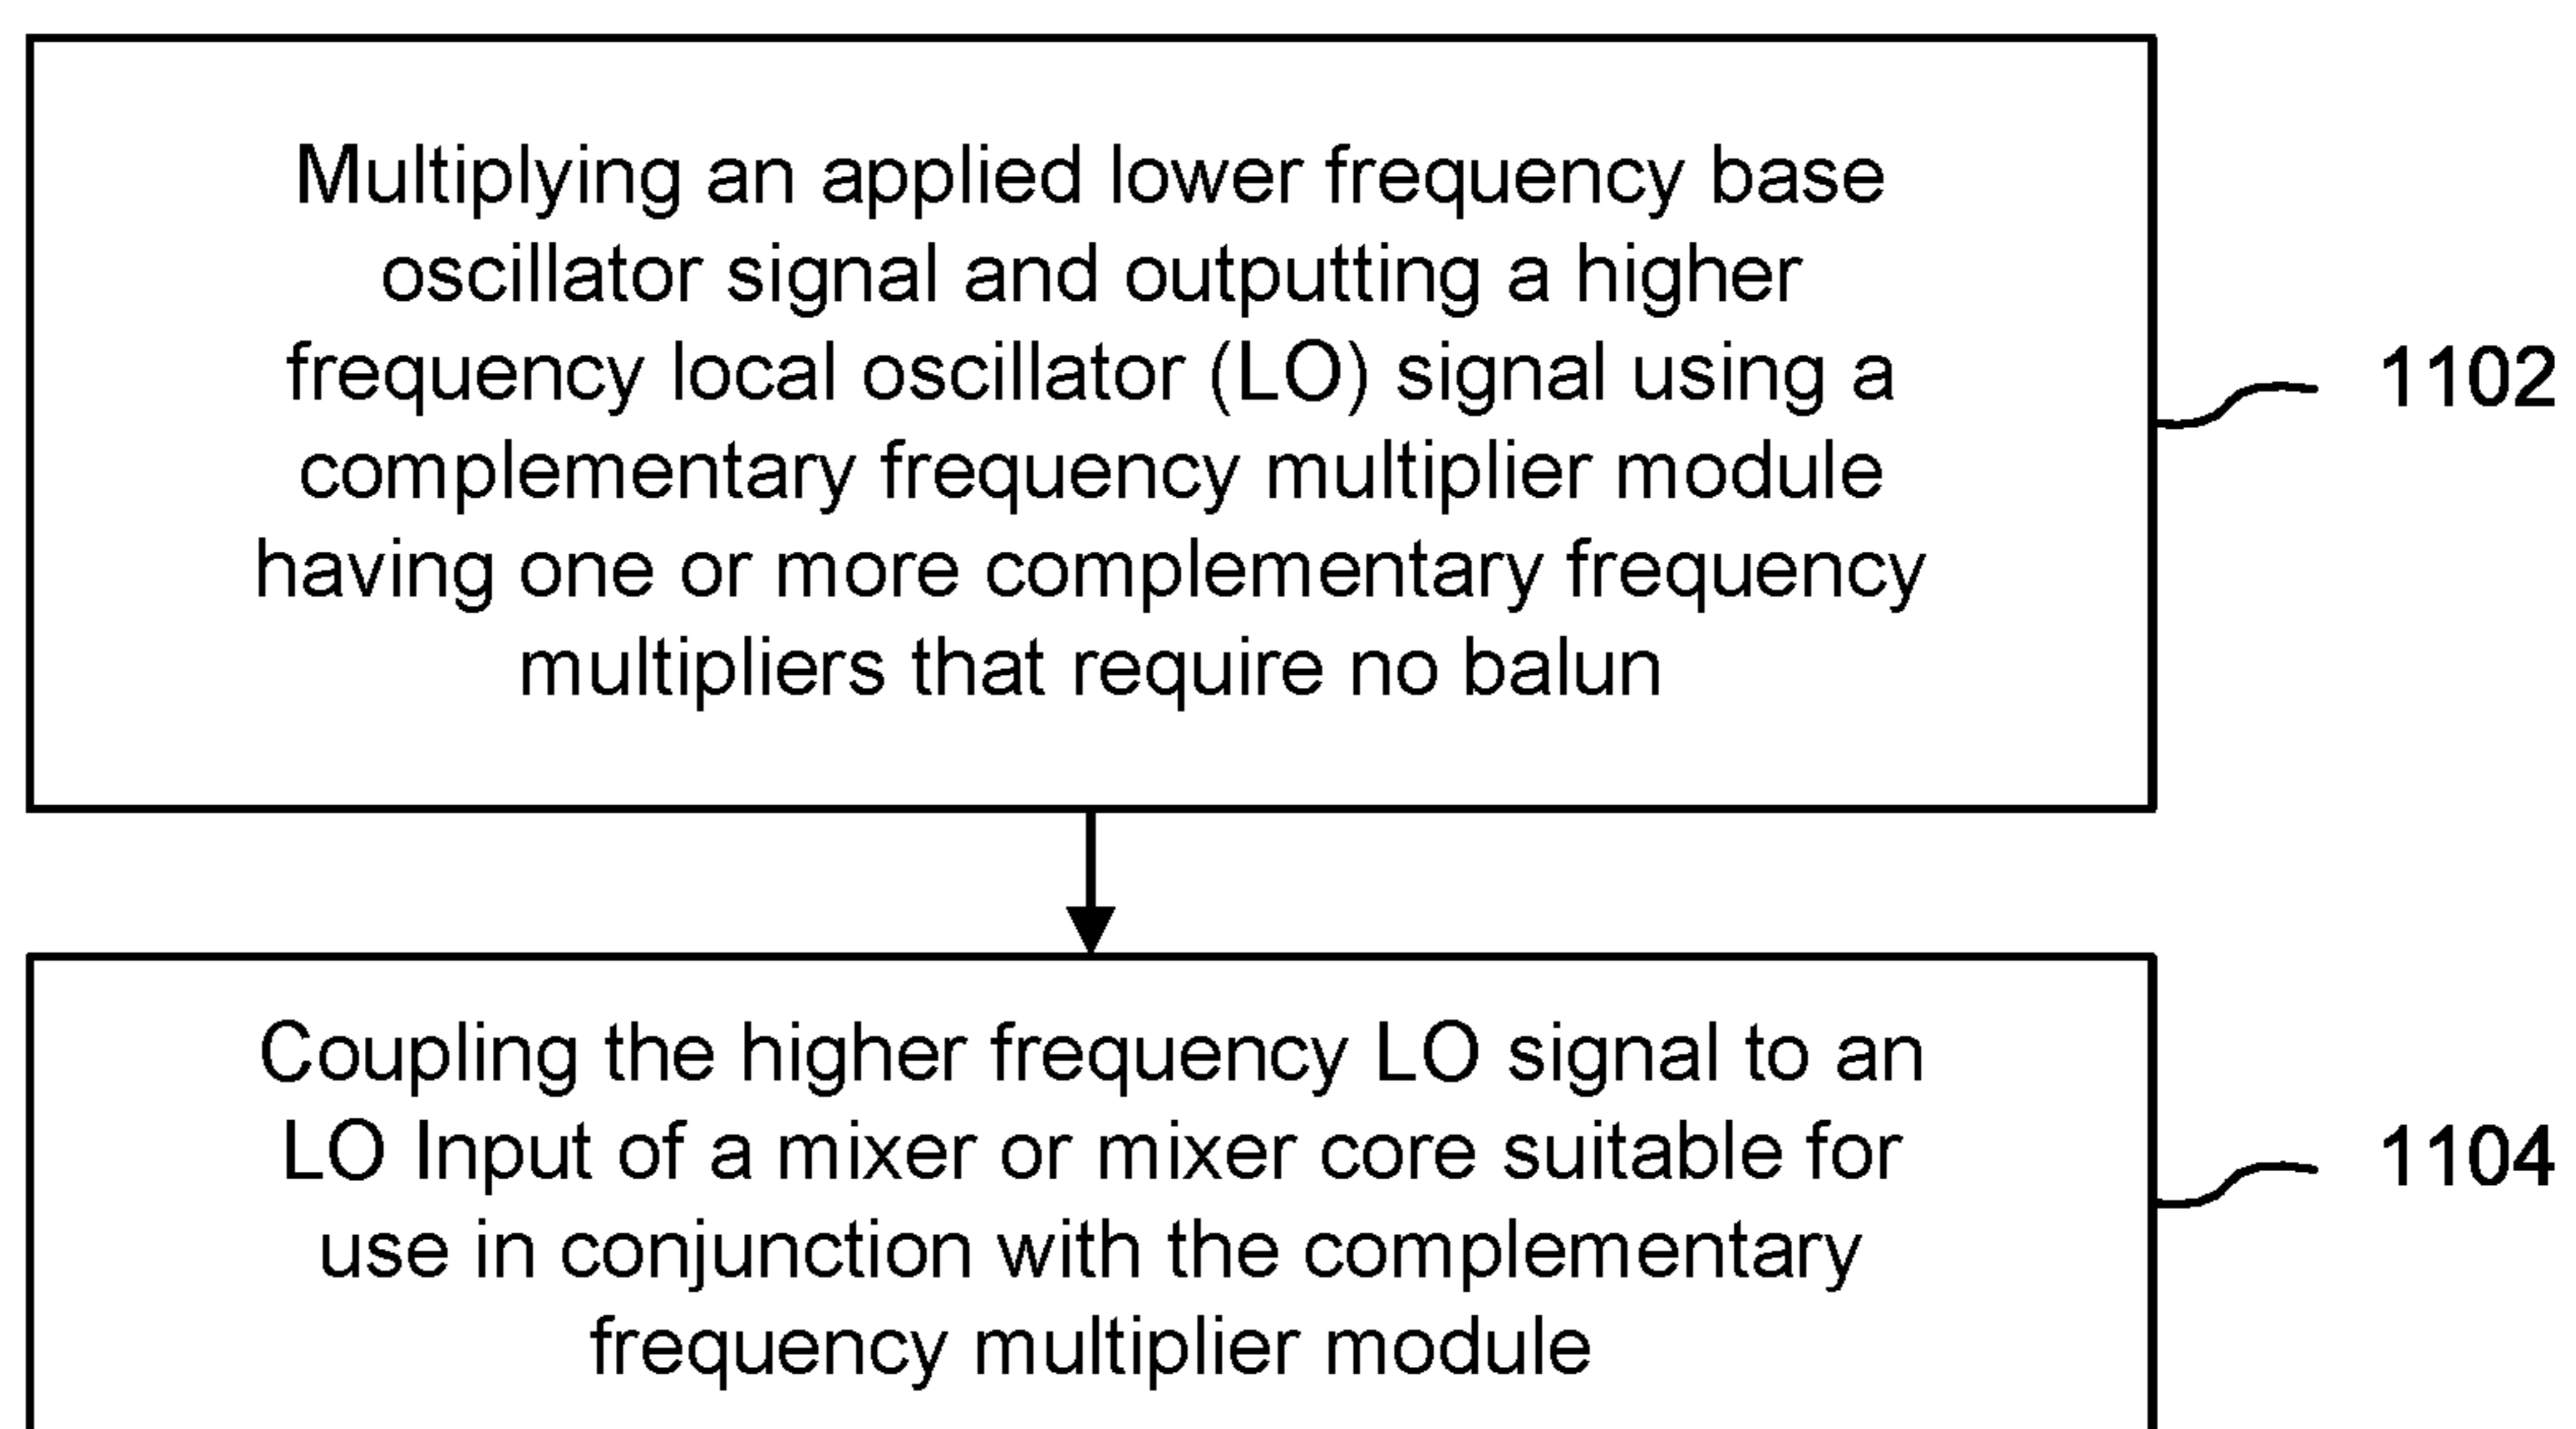 Multiplying an applied lower frequency base
oscillator signal and outputting a higher
frequency local oscillator (LO) signal using a
complementary frequency multiplier module
having one or more complementary frequency
multipliers that require no balun
1102
Coupling the higher frequency LO signal to an
LO Input of a mixer or mixer core suitable for
use in conjunction with the complementary
frequency multiplier module
1104